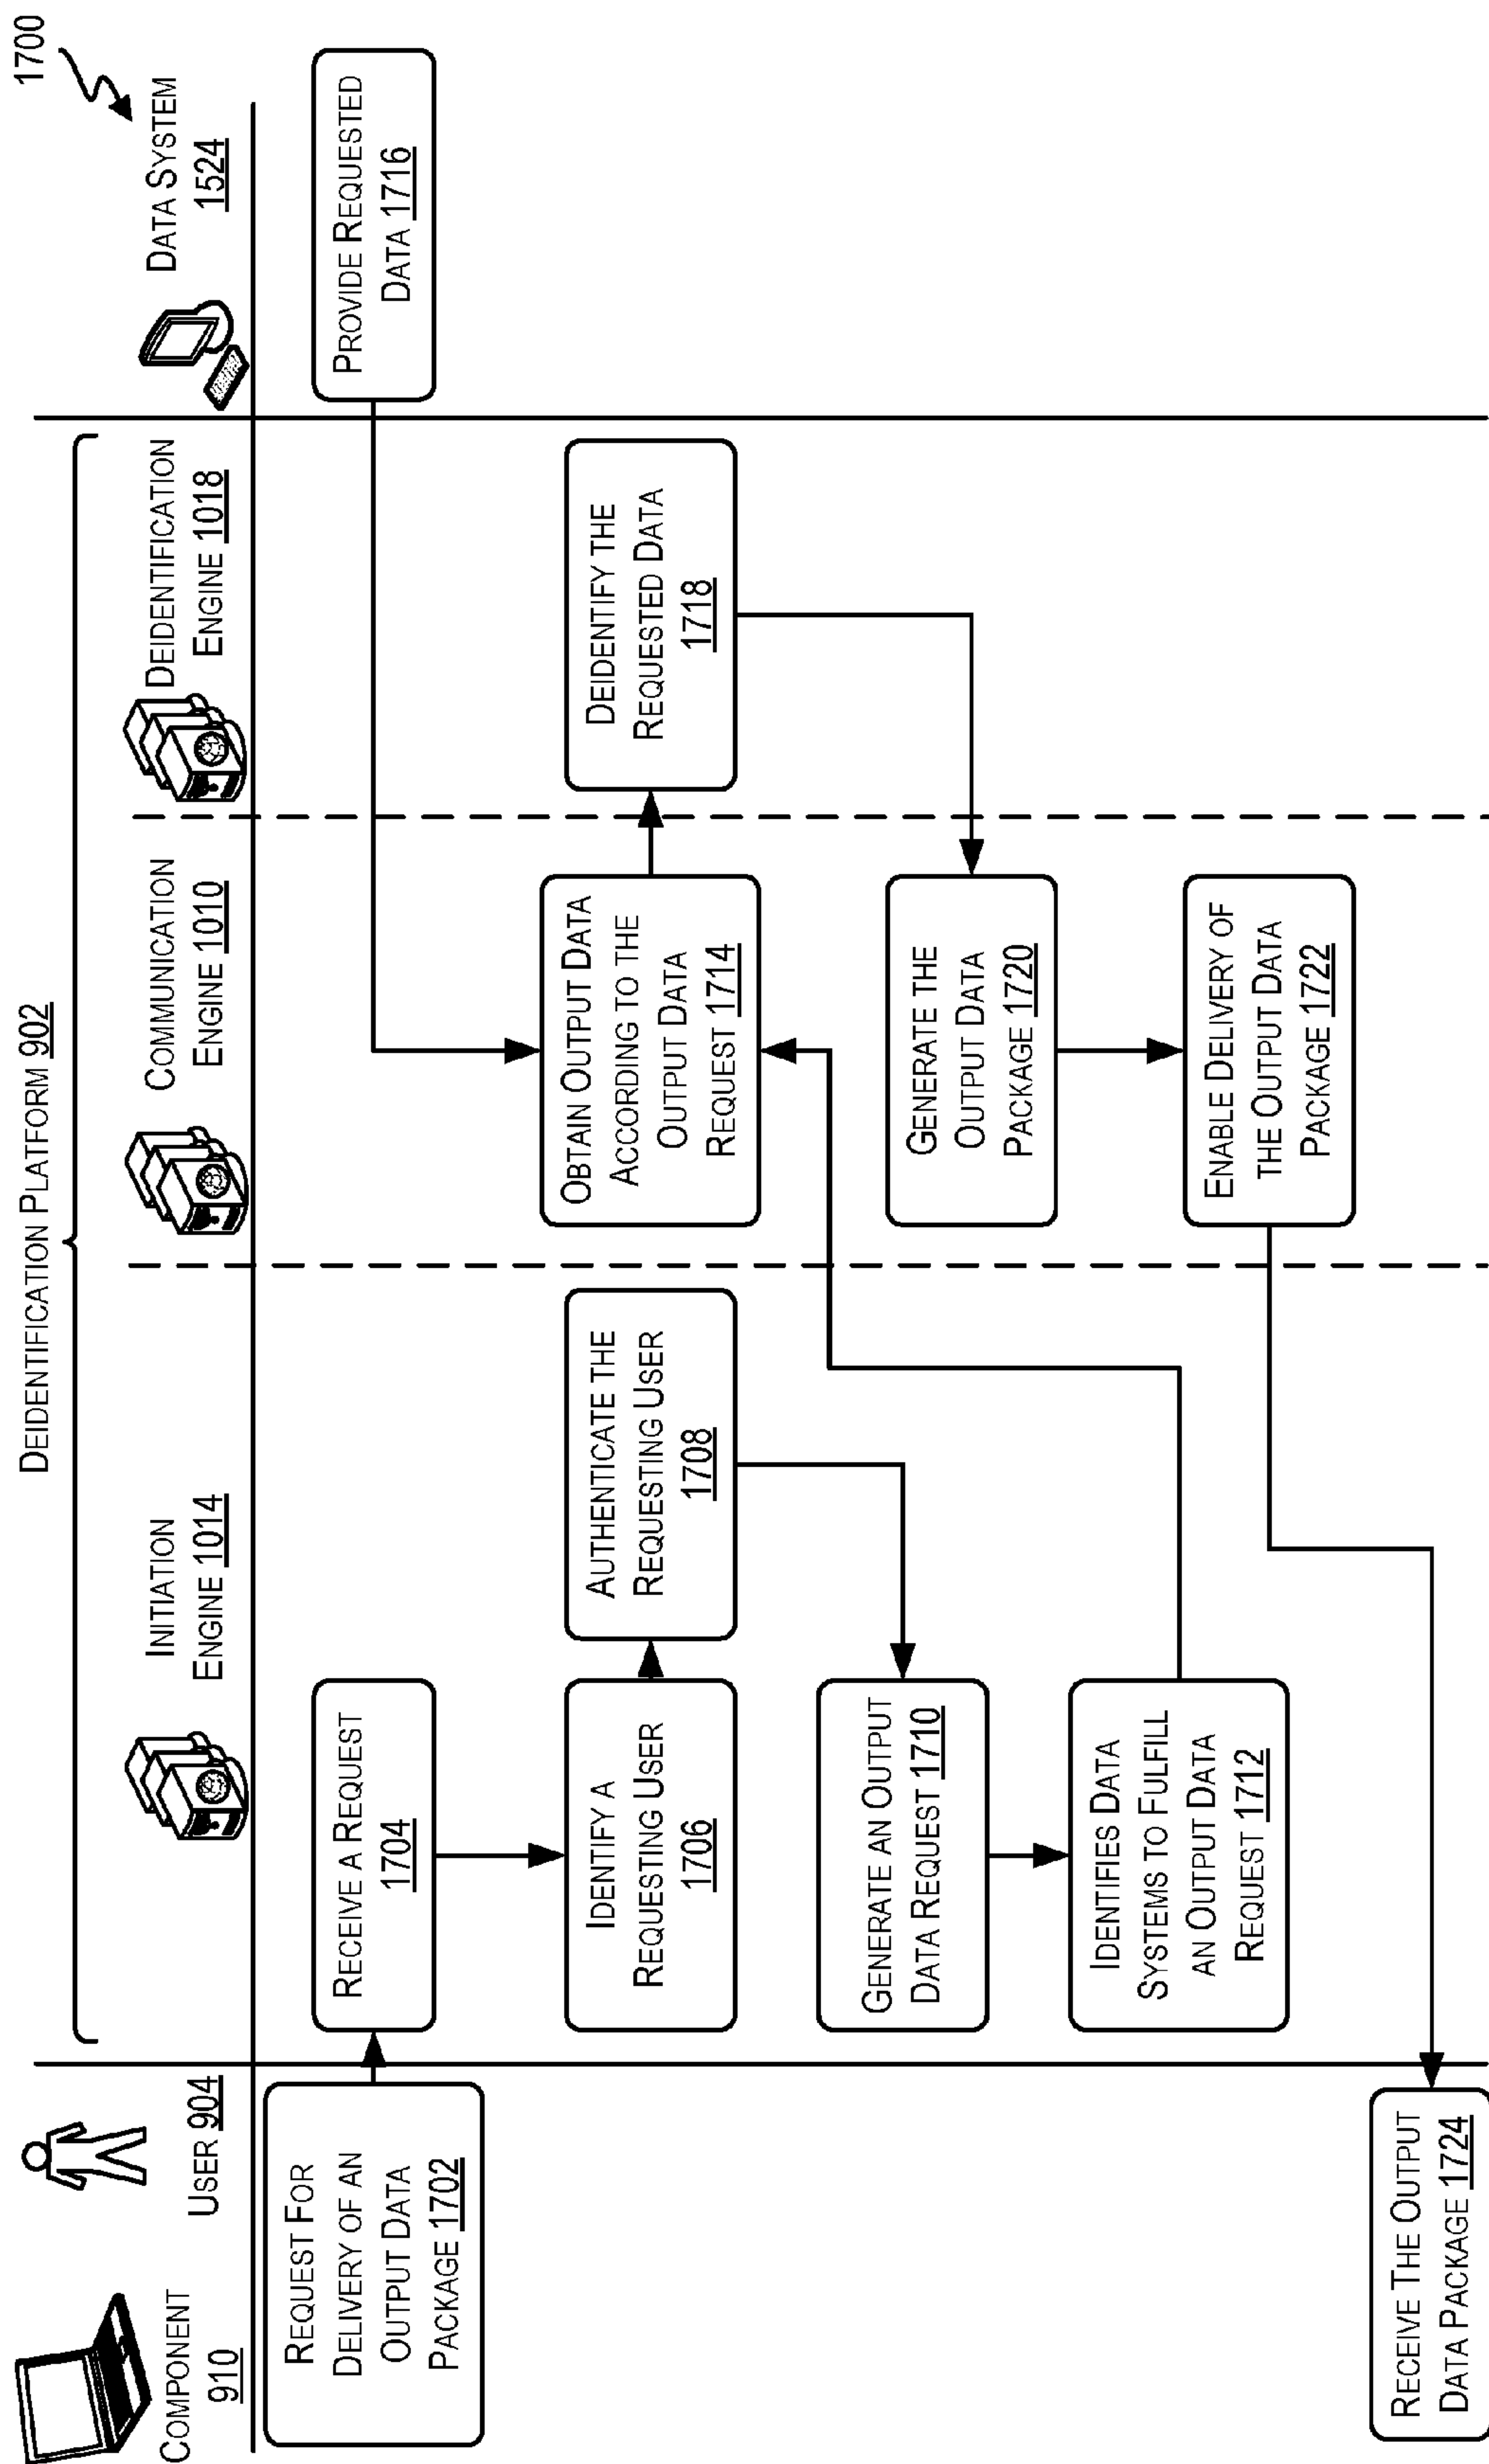 1700
DEIDENTIFICATION PLATFORM 902
COMPONENT
910
USER 904
INITIATION
ENGINE 1014
COMMUNICATION
ENGINE 1010
DEIDENTIFICATION
ENGINE 1018
DATA SYSTEM
1524
REQUEST FOR
DELIVERY OF AN
OUTPUT DATA
PACKAGE 1702
RECEIVE A REQUEST
1704
IDENTIFY A
REQUESTING USER
1706
AUTHENTICATE THE
REQUESTING USER
1708
GENERATE AN OUTPUT
DATA REQUEST 1710
IDENTIFIES DATA
SYSTEMS TO FULFILL
AN OUTPUT DATA
REQUEST 1712
OBTAIN OUTPUT DATA
ACCORDING TO THE
OUTPUT DATA
REQUEST 1714
PROVIDE REQUESTED
DATA 1716
DEIDENTIFY THE
REQUESTED DATA
1718
GENERATE THE
OUTPUT DATA
PACKAGE 1720
ENABLE DELIVERY OF
THE OUTPUT DATA
PACKAGE 1722
RECEIVE THE OUTPUT
DATA PACKAGE 1724